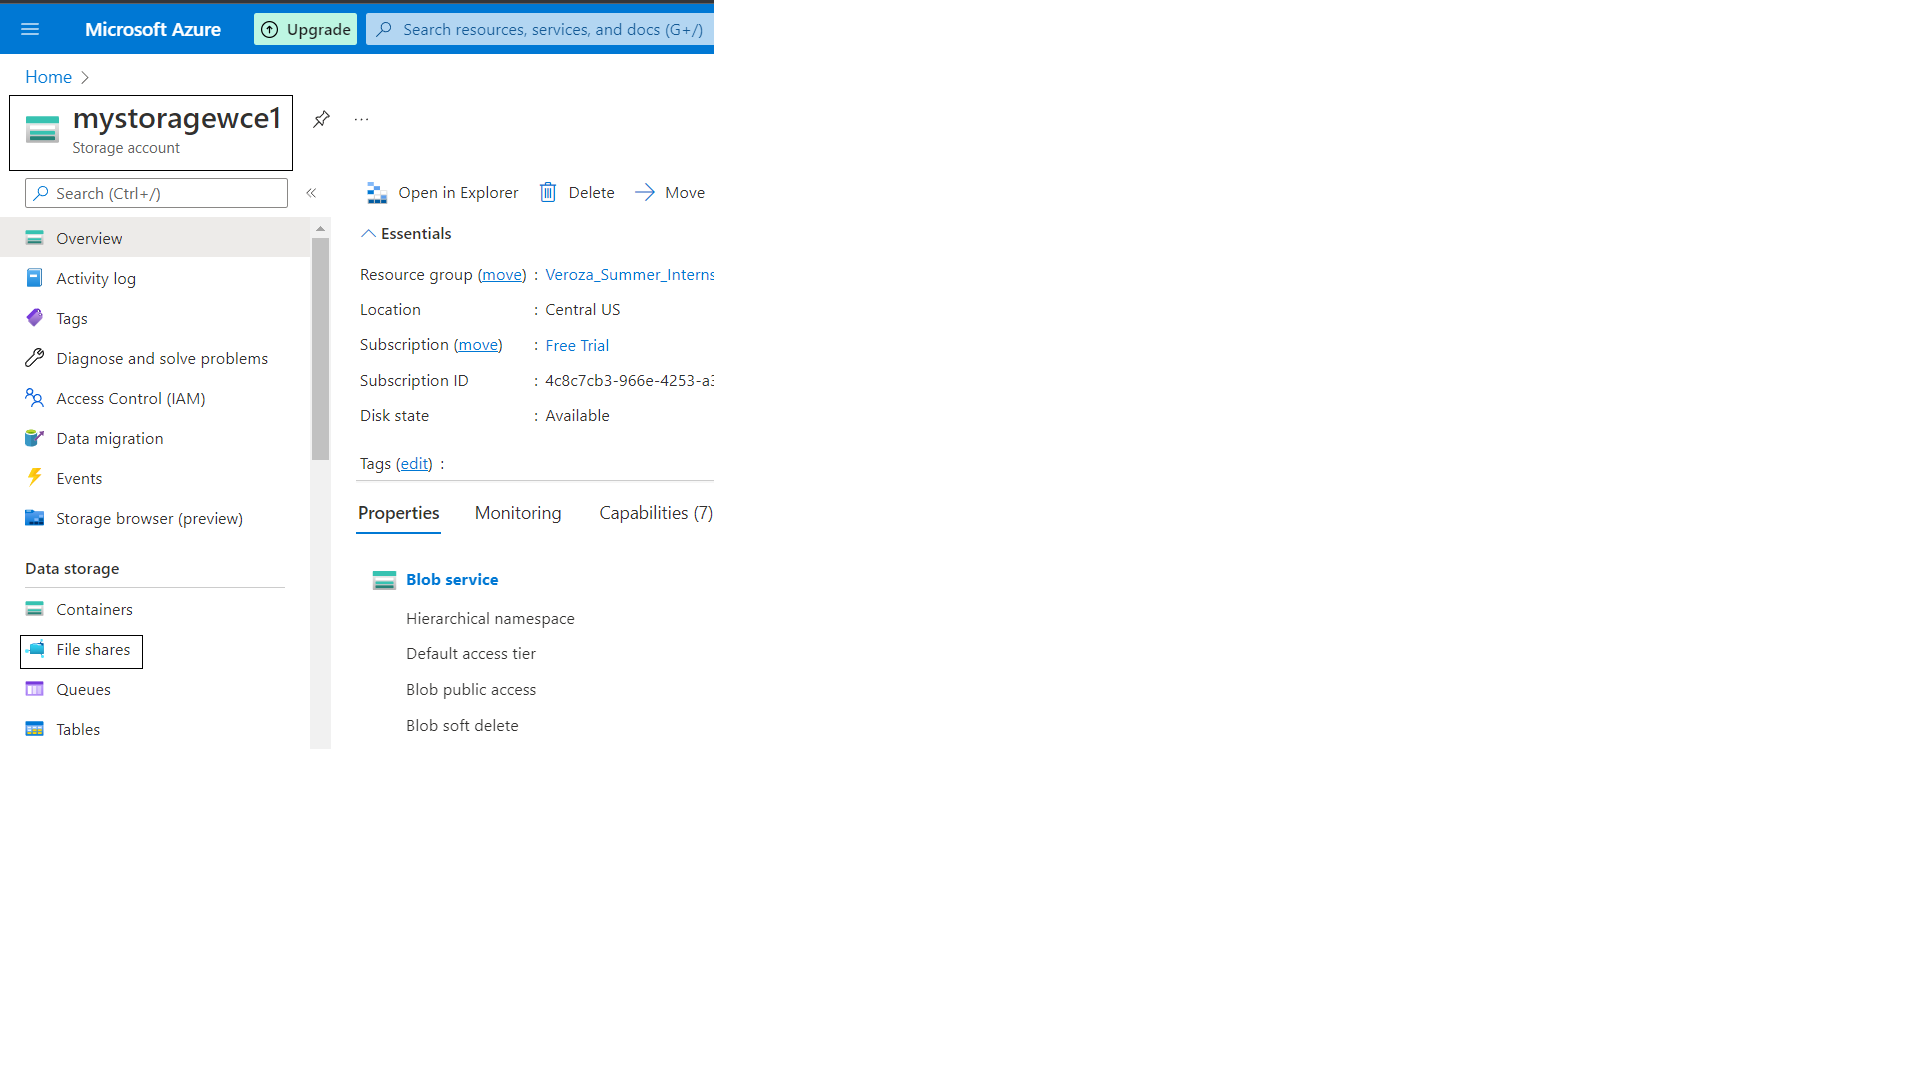 Microsoft Azure
Upgrade
Search resources, services, and docs (G+/)
Home
mystoragewce1
Storage account
Search (Ctrl+/)
Open in Explorer
Delete
Move
Overview
Activity log
Tags
Diagnose and solve problems
Access Control (IAM)
Data migration
Events
Storage browser (preview)
Data storage
Containers
File shares
Queues
Tables
Essentials
Resource group (move) : Veroza_Summer_Interns
Location : Central US
Subscription (move) : Free Trial
Subscription ID : 4c8c7cb3-966e-4253-a3
Disk state : Available
Tags (edit) :
Properties
Monitoring
Capabilities (7)
Blob service
Hierarchical namespace
Default access tier
Blob public access
Blob soft delete